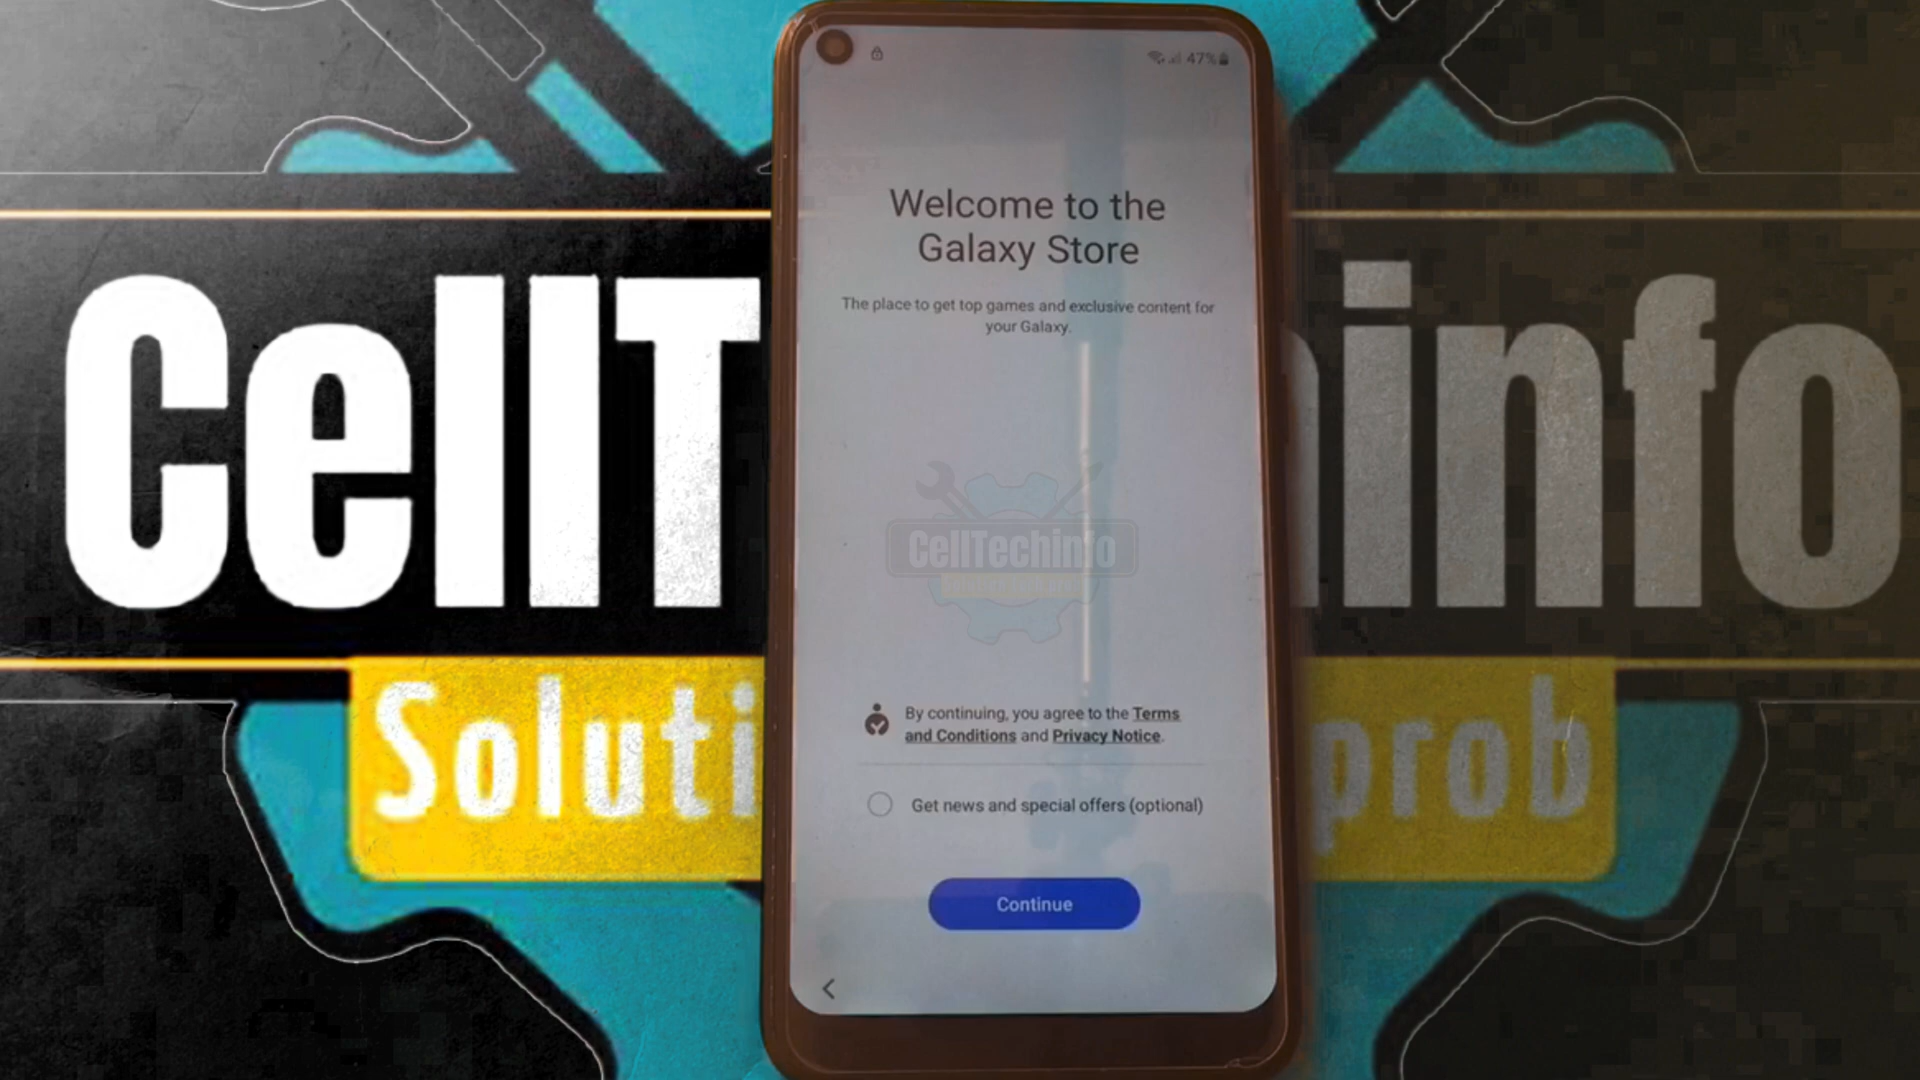 47%
Welcome to the
Galaxy Store
The place to get top games and exclusive content for
your Galaxy.
CellT hinfo
CellTechinfo
By continuing, you agree to the Terms
and Conditions and Privacy Notice.
Soluti prob
Get news and special offers (optional)
Continue